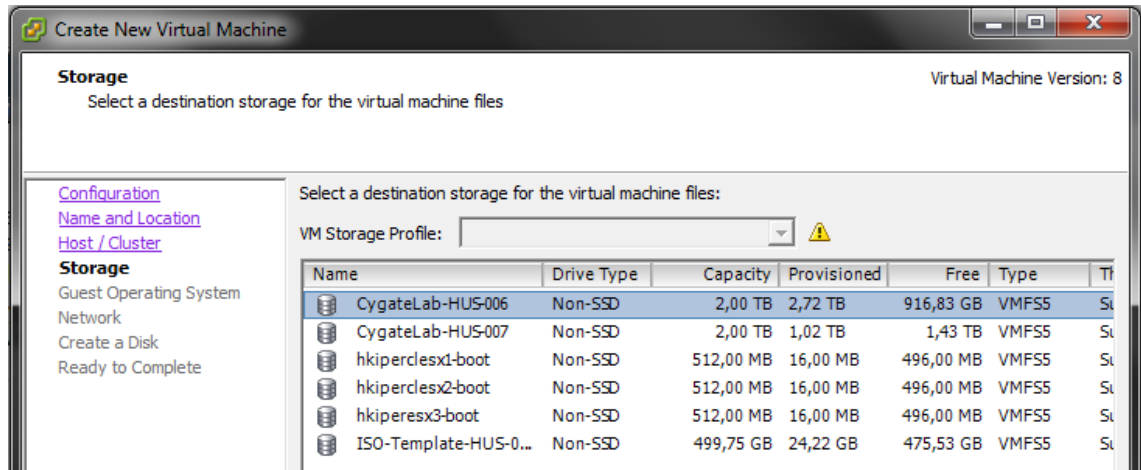 Create New Virtual Machine
Storage
Virtual Machine Version: 8
Select a destination storage for the virtual machine files
Configuration
Name and Location
Host / Cluster
Storage
Guest Operating System
Network
Create a Disk
Ready to Complete
Select a destination storage for the virtual machine files:
VM Storage Profile:
Name Drive Type Capacity Provisioned Free Type Th
CygateLab-HUS-006 Non-SSD 2,00 TB 2,72 TB 916,83 GB VMFS5 Su
CygateLab-HUS-007 Non-SSD 2,00 TB 1,02 TB 1,43 TB VMFS5 Su
hkiperclesx1-boot Non-SSD 512,00 MB 16,00 MB 496,00 MB VMFS5 Su
hkiperclesx2-boot Non-SSD 512,00 MB 16,00 MB 496,00 MB VMFS5 Su
hkiperesx3-boot Non-SSD 512,00 MB 16,00 MB 496,00 MB VMFS5 Su
ISO-Template-HUS-0... Non-SSD 499,75 GB 24,22 GB 475,53 GB VMFS5 Su